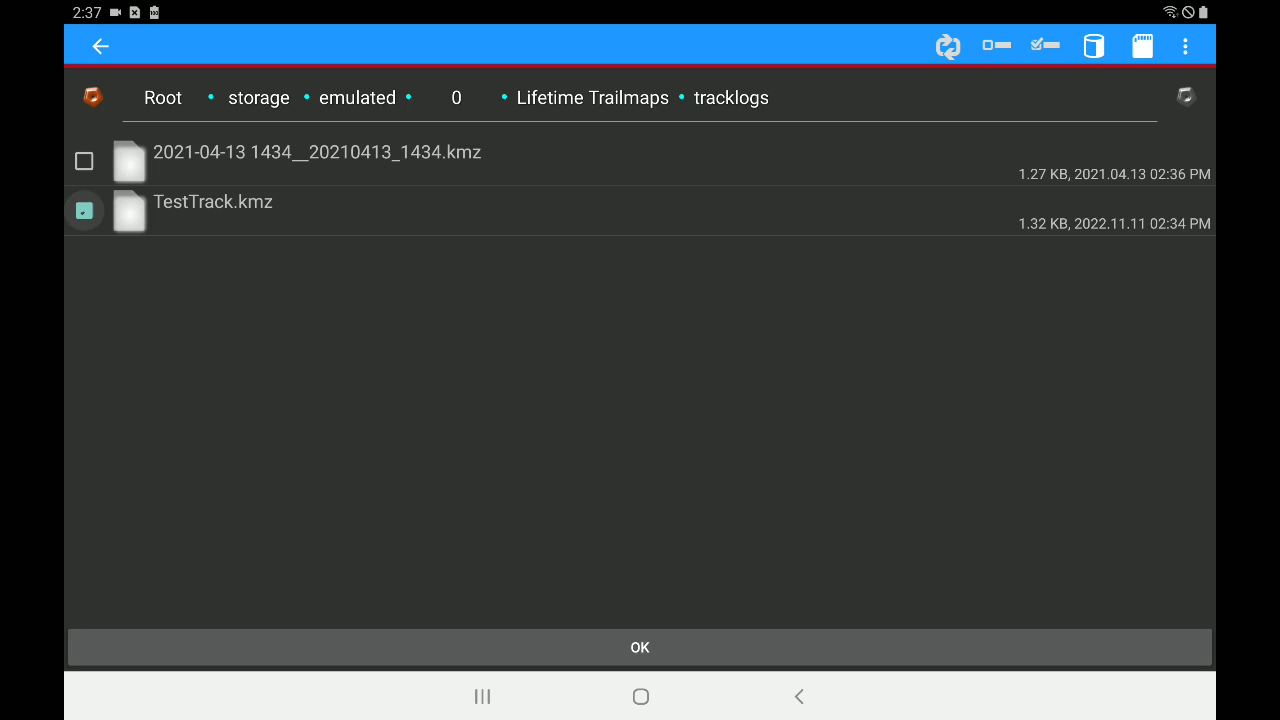 2:37
Root • storage • emulated • 0 • Lifetime Trailmaps • tracklogs
2021-04-13 1434__20210413_1434.kmz
1.27 KB, 2021.04.13 02:36 PM
TestTrack.kmz
1.32 KB, 2022.11.11 02:34 PM
OK